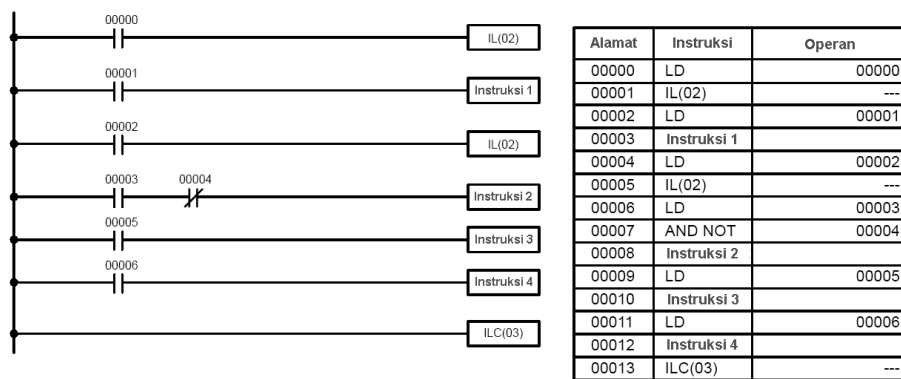 00000
IL(02)
00001
Instruksi 1
00002
IL(02)
00003 00004
Instruksi 2
00005
Instruksi 3
00006
Instruksi 4
ILC(03)
Alamat Instruksi Operan
00000 LD 00000
00001 IL(02) ---
00002 LD 00001
00003 Instruksi 1
00004 LD 00002
00005 IL(02) ---
00006 LD 00003
00007 AND NOT 00004
00008 Instruksi 2
00009 LD 00005
00010 Instruksi 3
00011 LD 00006
00012 Instruksi 4
00013 ILC(03) ---